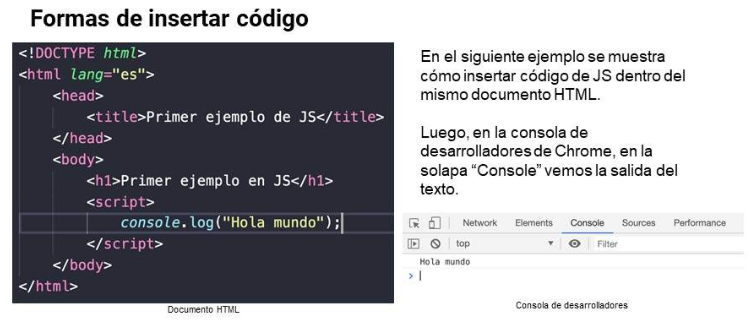 Formas de insertar código
<!DOCTYPE html>
<html lang="es">
<head>
<title>Primer ejemplo de JS</title>
</head>
<body>
<h1>Primer ejemplo en JS</h1>
<script>
console.log("Hola mundo");
</script>
</body>
</html>
Documento HTML
En el siguiente ejemplo se muestra
cómo insertar código de JS dentro del
mismo documento HTML.
Luego, en la consola de
desarrolladores de Chrome, en la
solapa “Console” vemos la salida del
texto.
Network Elements Console Sources Performance
top Filter
Hola mundo
>
Consola de desarrolladores